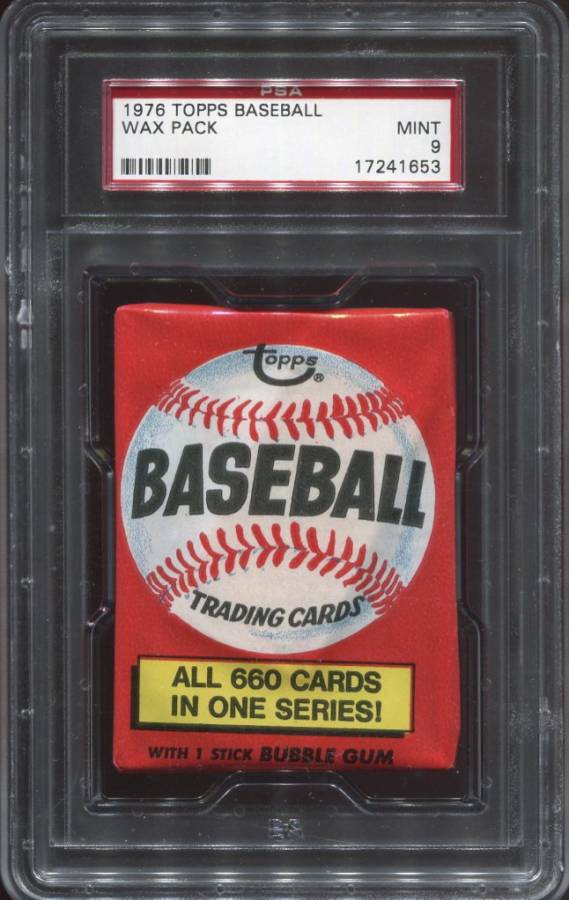 PSA
1976 TOPPS BASEBALL
WAX PACK MINT
9
17241653
topps®
BASEBALL
TRADING CARDS
ALL 660 CARDS
IN ONE SERIES!
WITH 1 STICK BUBBLE GUM